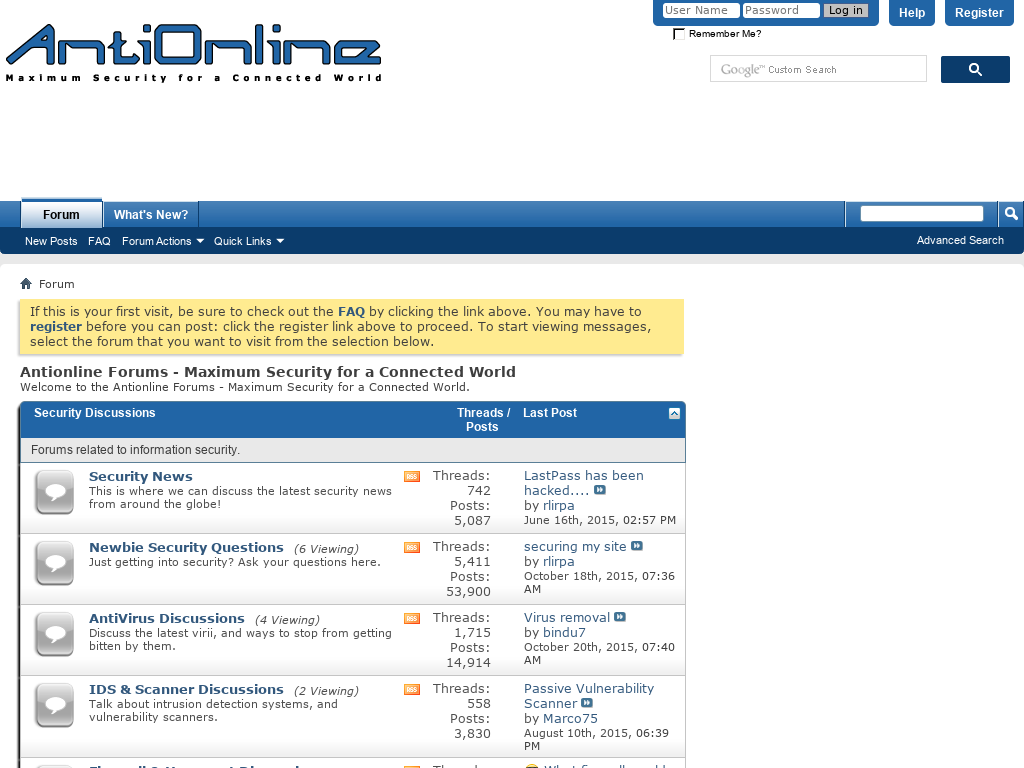 User Name Password Log in Help Register
Remember Me?
AntiOnline
Maximum Security for a Connected World
Google™ Custom Search
Forum What's New?
New Posts FAQ Forum Actions Quick Links Advanced Search
Forum
If this is your first visit, be sure to check out the FAQ by clicking the link above. You may have to
register before you can post: click the register link above to proceed. To start viewing messages,
select the forum that you want to visit from the selection below.
Antionline Forums - Maximum Security for a Connected World
Welcome to the Antionline Forums - Maximum Security for a Connected World.
Security Discussions Threads / Last Post
Posts
Forums related to information security.
Security News RSS Threads: LastPass has been
This is where we can discuss the latest security news 742 hacked....
from around the globe! Posts: by rlirpa
5,087 June 16th, 2015, 02:57 PM
Newbie Security Questions (6 Viewing) RSS Threads: securing my site
Just getting into security? Ask your questions here. 5,411 by rlirpa
Posts: October 18th, 2015, 07:36
53,900 AM
AntiVirus Discussions (4 Viewing) RSS Threads: Virus removal
Discuss the latest virii, and ways to stop from getting 1,715 by bindu7
bitten by them. Posts: October 20th, 2015, 07:40
14,914 AM
IDS & Scanner Discussions (2 Viewing) RSS Threads: Passive Vulnerability
Talk about intrusion detection systems, and 558 Scanner
vulnerability scanners. Posts: by Marco75
3,830 August 10th, 2015, 06:39
PM